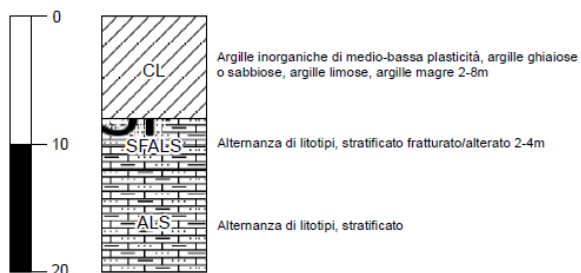 0
CL
Argille inorganiche di medio-bassa plasticità, argille ghiaiose
o sabbiose, argille limose, argille magre 2-8m
10
SFALS
Alternanza di litotipi, stratificato fratturato/alterato 2-4m
ALS
Alternanza di litotipi, stratificato
20